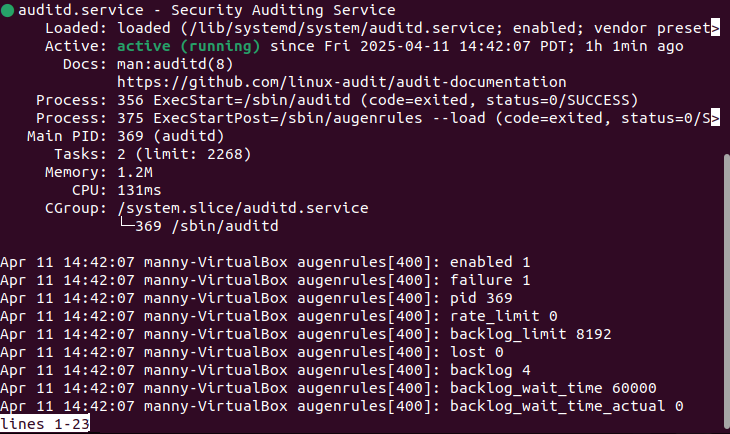 ● auditd.service - Security Auditing Service
     Loaded: loaded (/lib/systemd/system/auditd.service; enabled; vendor preset>
     Active: active (running) since Fri 2025-04-11 14:42:07 PDT; 1h 1min ago
       Docs: man:auditd(8)
             https://github.com/linux-audit/audit-documentation
    Process: 356 ExecStart=/sbin/auditd (code=exited, status=0/SUCCESS)
    Process: 375 ExecStartPost=/sbin/augenrules --load (code=exited, status=0/S>
   Main PID: 369 (auditd)
      Tasks: 2 (limit: 2268)
     Memory: 1.2M
        CPU: 131ms
     CGroup: /system.slice/auditd.service
             └─369 /sbin/auditd

Apr 11 14:42:07 manny-VirtualBox augenrules[400]: enabled 1
Apr 11 14:42:07 manny-VirtualBox augenrules[400]: failure 1
Apr 11 14:42:07 manny-VirtualBox augenrules[400]: pid 369
Apr 11 14:42:07 manny-VirtualBox augenrules[400]: rate_limit 0
Apr 11 14:42:07 manny-VirtualBox augenrules[400]: backlog_limit 8192
Apr 11 14:42:07 manny-VirtualBox augenrules[400]: lost 0
Apr 11 14:42:07 manny-VirtualBox augenrules[400]: backlog 4
Apr 11 14:42:07 manny-VirtualBox augenrules[400]: backlog_wait_time 60000
Apr 11 14:42:07 manny-VirtualBox augenrules[400]: backlog_wait_time_actual 0
lines 1-23